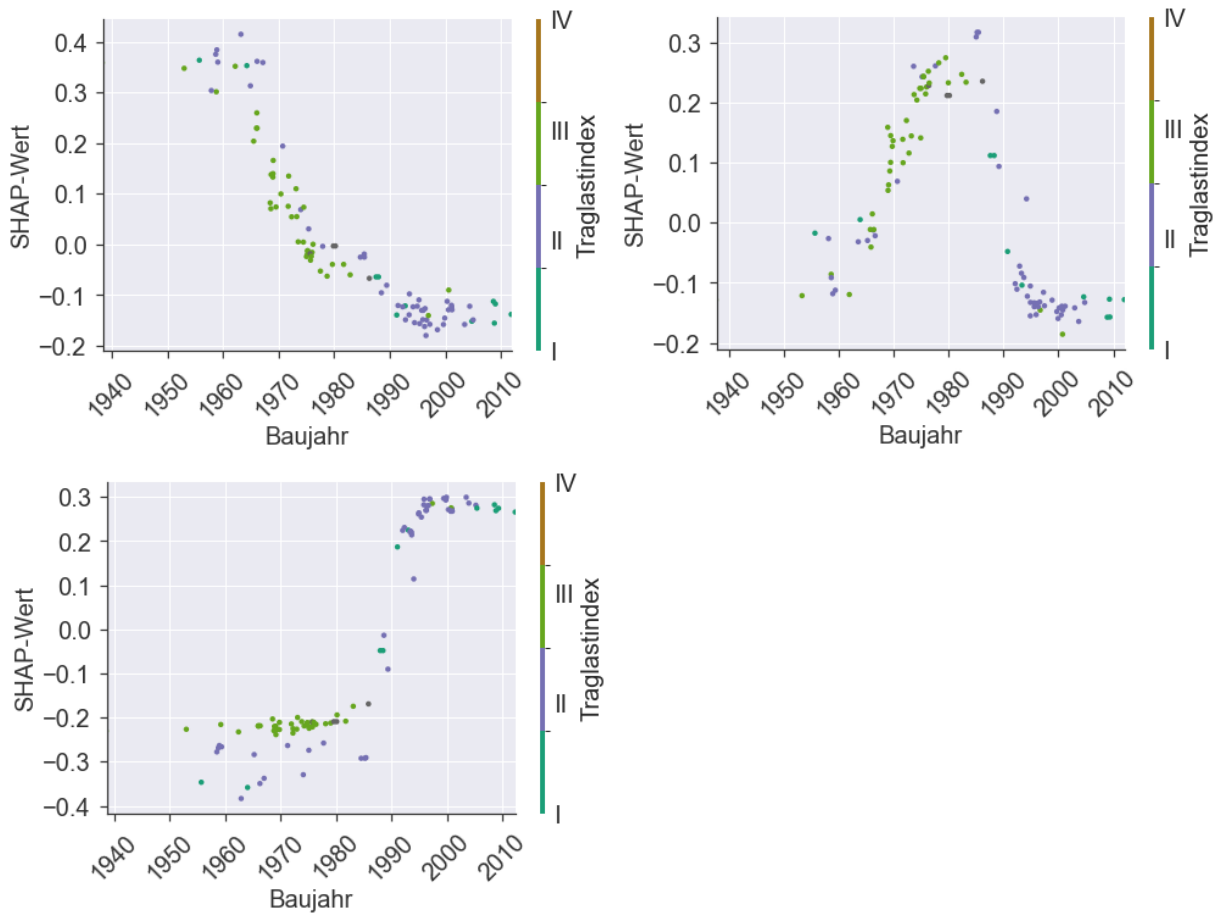 0.4
0.3
0.2
0.1
0.0
−0.1
−0.2
SHAP-Wert
1940
1950
1960
1970
1980
1990
2000
2010
Baujahr
IV
III
II
I
Traglastindex
0.3
0.2
0.1
0.0
−0.1
−0.2
SHAP-Wert
1940
1950
1960
1970
1980
1990
2000
2010
Baujahr
IV
III
II
I
Traglastindex
0.3
0.2
0.1
0.0
−0.1
−0.2
−0.3
−0.4
SHAP-Wert
1940
1950
1960
1970
1980
1990
2000
2010
Baujahr
IV
III
II
I
Traglastindex